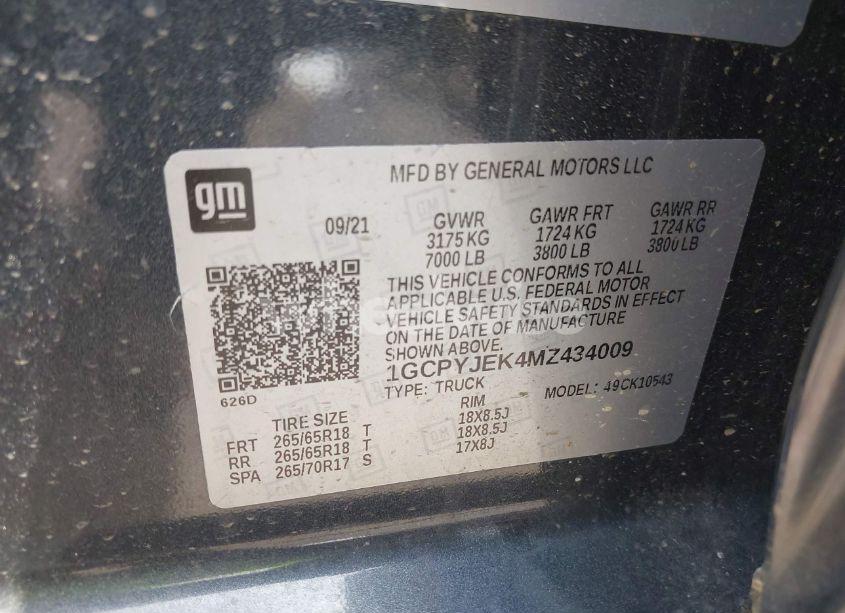 gm
MFD BY GENERAL MOTORS LLC
09/21
GVWR GAWR FRT GAWR RR
3175 KG 1724 KG 1724 KG
7000 LB 3800 LB 3800 LB
THIS VEHICLE CONFORMS TO ALL
APPLICABLE U.S. FEDERAL MOTOR
VEHICLE SAFETY STANDARDS IN EFFECT
ON THE DATE OF MANUFACTURE
SHOWN ABOVE.
1GCPYJEK4MZ434009
626D
TYPE: TRUCK MODEL: 49CK10543
TIRE SIZE RIM
FRT 265/65R18 T 18X8.5J
RR 265/65R18 T 18X8.5J
SPA 265/70R17 S 17X8J